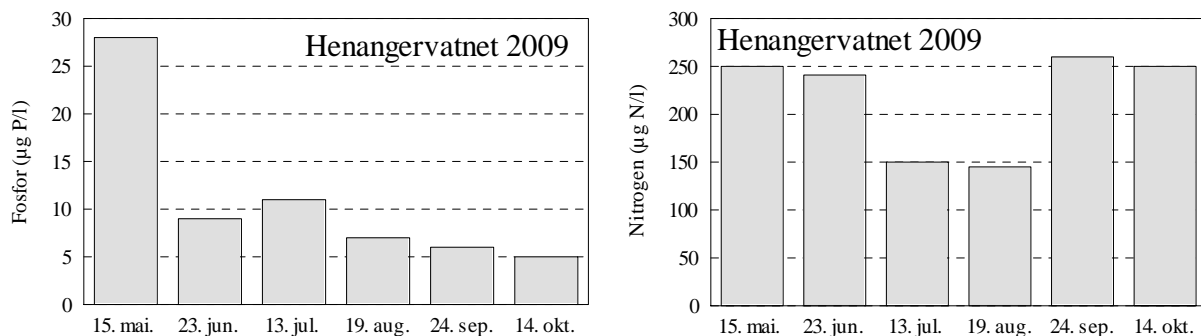 Henangervatnet 2009
Fosfor (µg P/l)
30
25
20
15
10
5
0
15. mai. 23. jun. 13. jul. 19. aug. 24. sep. 14. okt.
Henangervatnet 2009
Nitrogen (µg N/l)
300
250
200
150
100
50
0
15. mai. 23. jun. 13. jul. 19. aug. 24. sep. 14. okt.